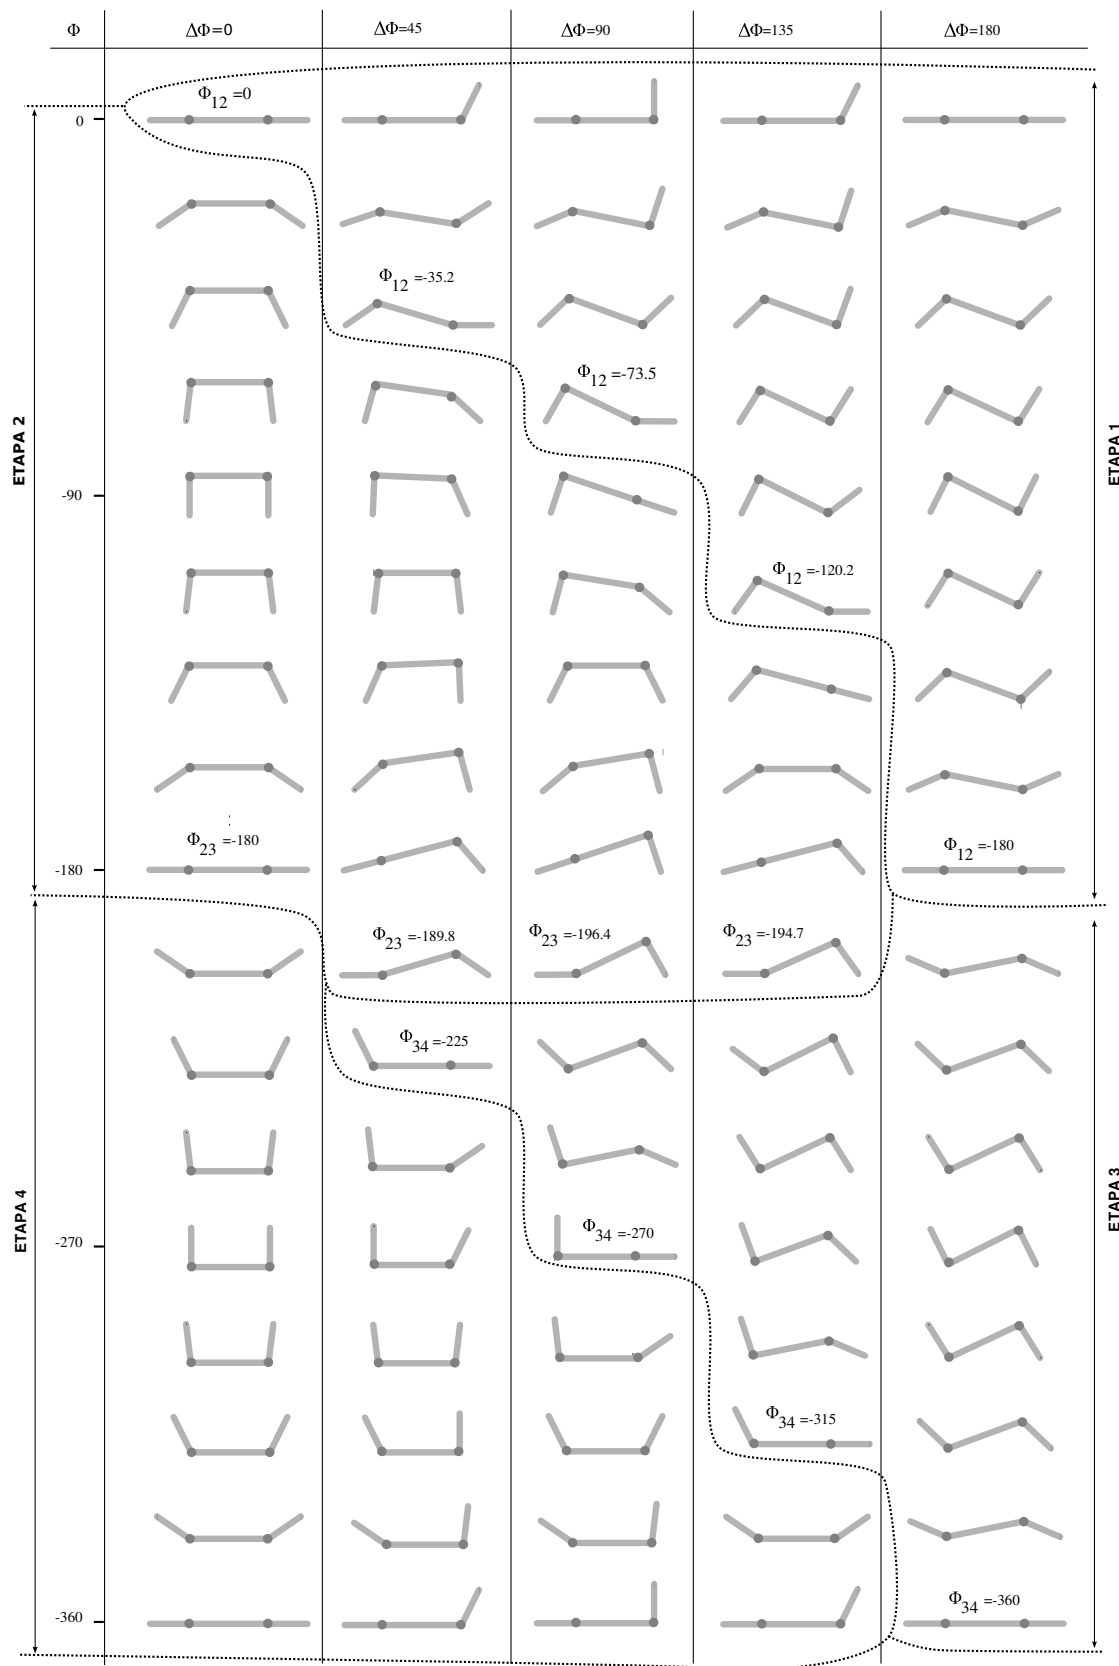 Φ ΔΦ=0 ΔΦ=45 ΔΦ=90 ΔΦ=135 ΔΦ=180
Φ12 =0
0
Φ12 =-35.2
Φ12 =-73.5
ETAPA 2
ETAPA 1
-90
Φ12 =-120.2
Φ23 =-180
Φ12 =-180
-180
Φ23 =-189.8
Φ23 =-196.4
Φ23 =-194.7
Φ34 =-225
ETAPA 4
ETAPA 3
Φ34 =-270
-270
Φ34 =-315
Φ34 =-360
-360